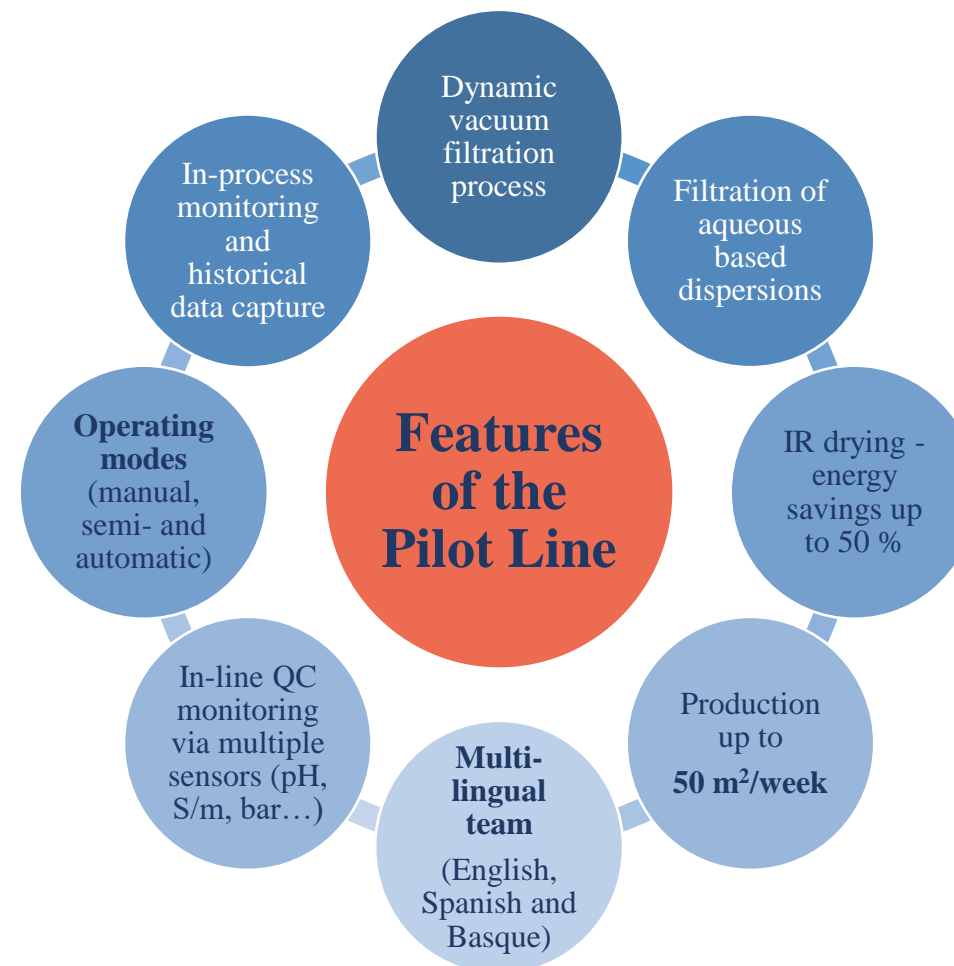 Dynamic
vacuum
filtration
process
Filtration of
aqueous
based
dispersions
IR drying -
energy
savings up
to 50 %
Production
up to
50 m²/week
Multi-
lingual
team
(English,
Spanish and
Basque)
In-line QC
monitoring
via multiple
sensors (pH,
S/m, bar…)
Operating
modes
(manual,
semi- and
automatic)
In-process
monitoring
and
historical
data capture
Features
of the
Pilot Line